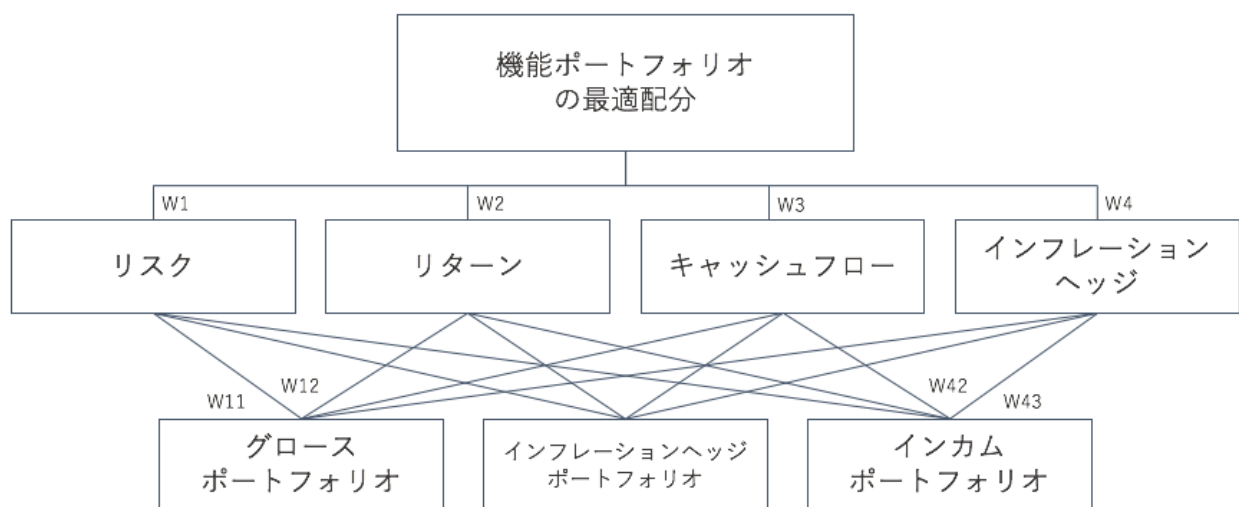 機能ポートフォリオ
の最適配分
W1
W2
W3
W4
リスク
リターン
キャッシュフロー
インフレーション
ヘッジ
W11
W12
W42
W43
グロース
ポートフォリオ
インフレーションヘッジ
ポートフォリオ
インカム
ポートフォリオ